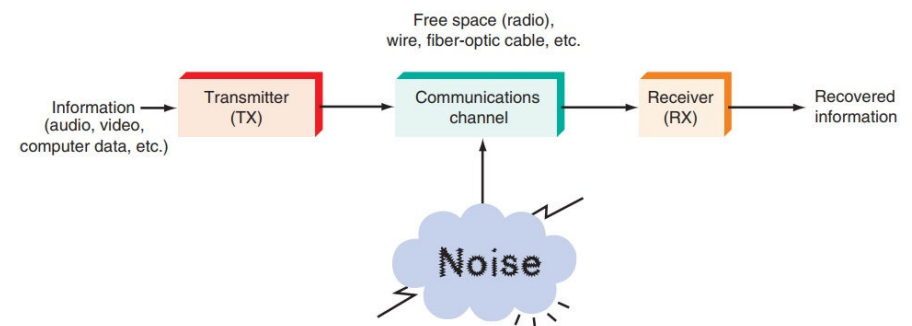 Free space (radio),
wire, fiber-optic cable, etc.
Information
(audio, video,
computer data, etc.)
Transmitter
(TX)
Communications
channel
Receiver
(RX)
Recovered
information
Noise